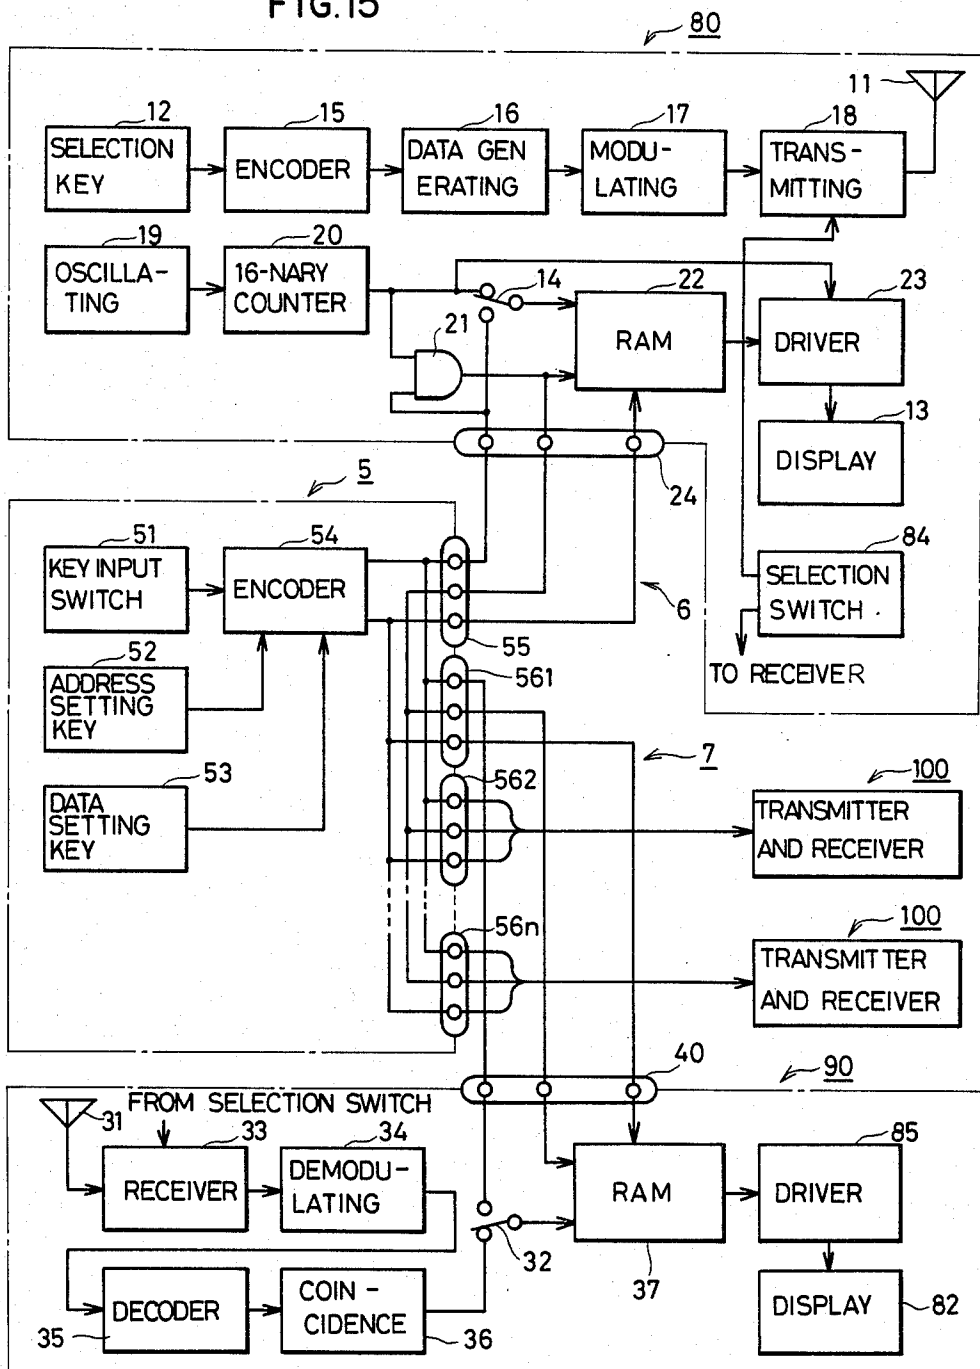 FIG.15
80
11
12
15
16
17
18
SELECTION
KEY
ENCODER
DATA GEN
ERATING
MODU-
LATING
TRANS-
MITTING
19
20
OSCILLA-
TING
16-NARY
COUNTER
14
21
22
RAM
23
DRIVER
13
DISPLAY
24
5
51
KEY INPUT
SWITCH
54
ENCODER
55
6
84
SELECTION
SWITCH
TO RECEIVER
52
ADDRESS
SETTING
KEY
561
7
53
DATA
SETTING
KEY
562
100
TRANSMITTER
AND RECEIVER
56n
100
TRANSMITTER
AND RECEIVER
40
90
31
FROM SELECTION SWITCH
33
RECEIVER
34
DEMODU-
LATING
32
RAM
37
85
DRIVER
35
DECODER
COIN-
CIDENCE
36
DISPLAY
82